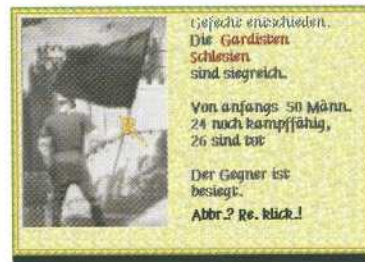 Gefecht entschieden.
Die Gardisten
Schlesien
sind siegreich.
Von anfangs 50 Männ.
24 noch kampffähig,
26 sind tot
Der Gegner ist
besiegt.
Abbr.? Re. klick.!